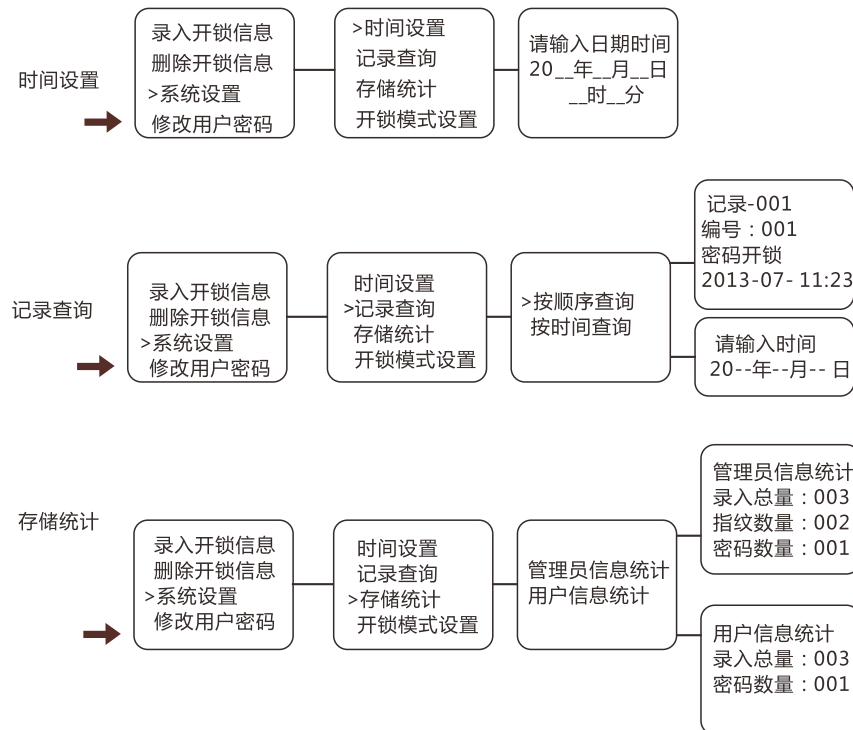 时间设置
录入开锁信息
删除开锁信息
>系统设置
修改用户密码
>时间设置
记录查询
存储统计
开锁模式设置
请输入日期时间
20__年__月__日
__时__分
记录查询
录入开锁信息
删除开锁信息
>系统设置
修改用户密码
时间设置
>记录查询
存储统计
开锁模式设置
>按顺序查询
按时间查询
记录-001
编号：001
密码开锁
2013-07- 11:23
请输入时间
20--年--月-- 日
存储统计
录入开锁信息
删除开锁信息
>系统设置
修改用户密码
时间设置
记录查询
>存储统计
开锁模式设置
管理员信息统计
用户信息统计
管理员信息统计
录入总量：003
指纹数量：002
密码数量：001
用户信息统计
录入总量：003
密码数量：001